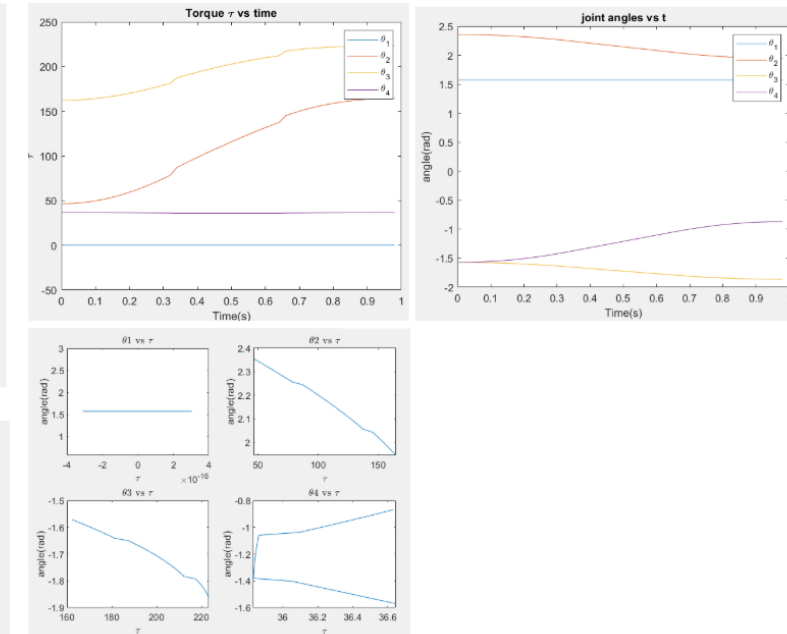 Torque τ vs time
250
200
150
100
50
0
-50
τ
0 0.1 0.2 0.3 0.4 0.5 0.6 0.7 0.8 0.9 1
Time(s)
θ1
θ2
θ3
θ4
joint angles vs t
2.5
2
1.5
1
0.5
0
-0.5
-1
-1.5
-2
angle(rad)
0 0.1 0.2 0.3 0.4 0.5 0.6 0.7 0.8 0.9
Time(s)
θ1
θ2
θ3
θ4
θ1 vs τ
3
2.5
2
1.5
1
angle(rad)
-4 -2 0 2 4
τ ×10-16
θ2 vs τ
2.4
2.3
2.2
2.1
2
angle(rad)
50 100 150
τ
θ3 vs τ
-1.5
-1.6
-1.7
-1.8
-1.9
angle(rad)
160 180 200 220
τ
θ4 vs τ
-0.8
-1
-1.2
-1.4
-1.6
angle(rad)
36 36.2 36.4 36.6
τ